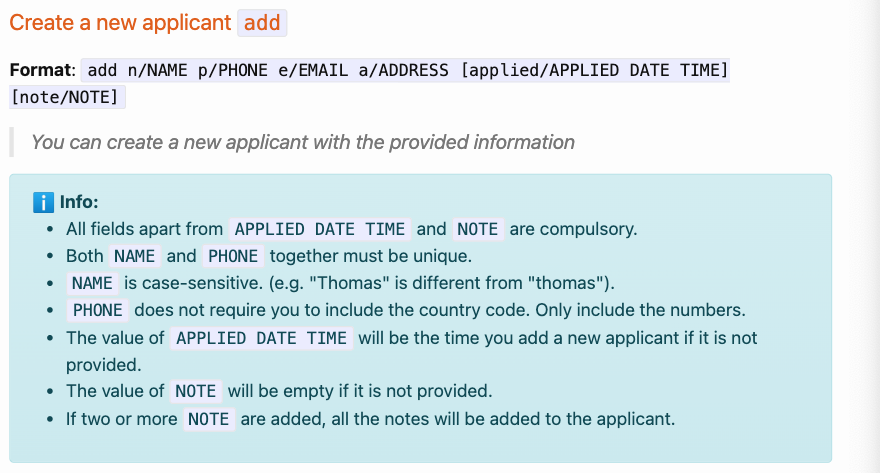 Create a new applicant add
Format: add n/NAME p/PHONE e/EMAIL a/ADDRESS [applied/APPLIED DATE TIME]
[note/NOTE]
You can create a new applicant with the provided information
Info:
• All fields apart from APPLIED DATE TIME and NOTE are compulsory.
• Both NAME and PHONE together must be unique.
• NAME is case-sensitive. (e.g. "Thomas" is different from "thomas").
• PHONE does not require you to include the country code. Only include the numbers.
• The value of APPLIED DATE TIME will be the time you add a new applicant if it is not
provided.
• The value of NOTE will be empty if it is not provided.
• If two or more NOTE are added, all the notes will be added to the applicant.